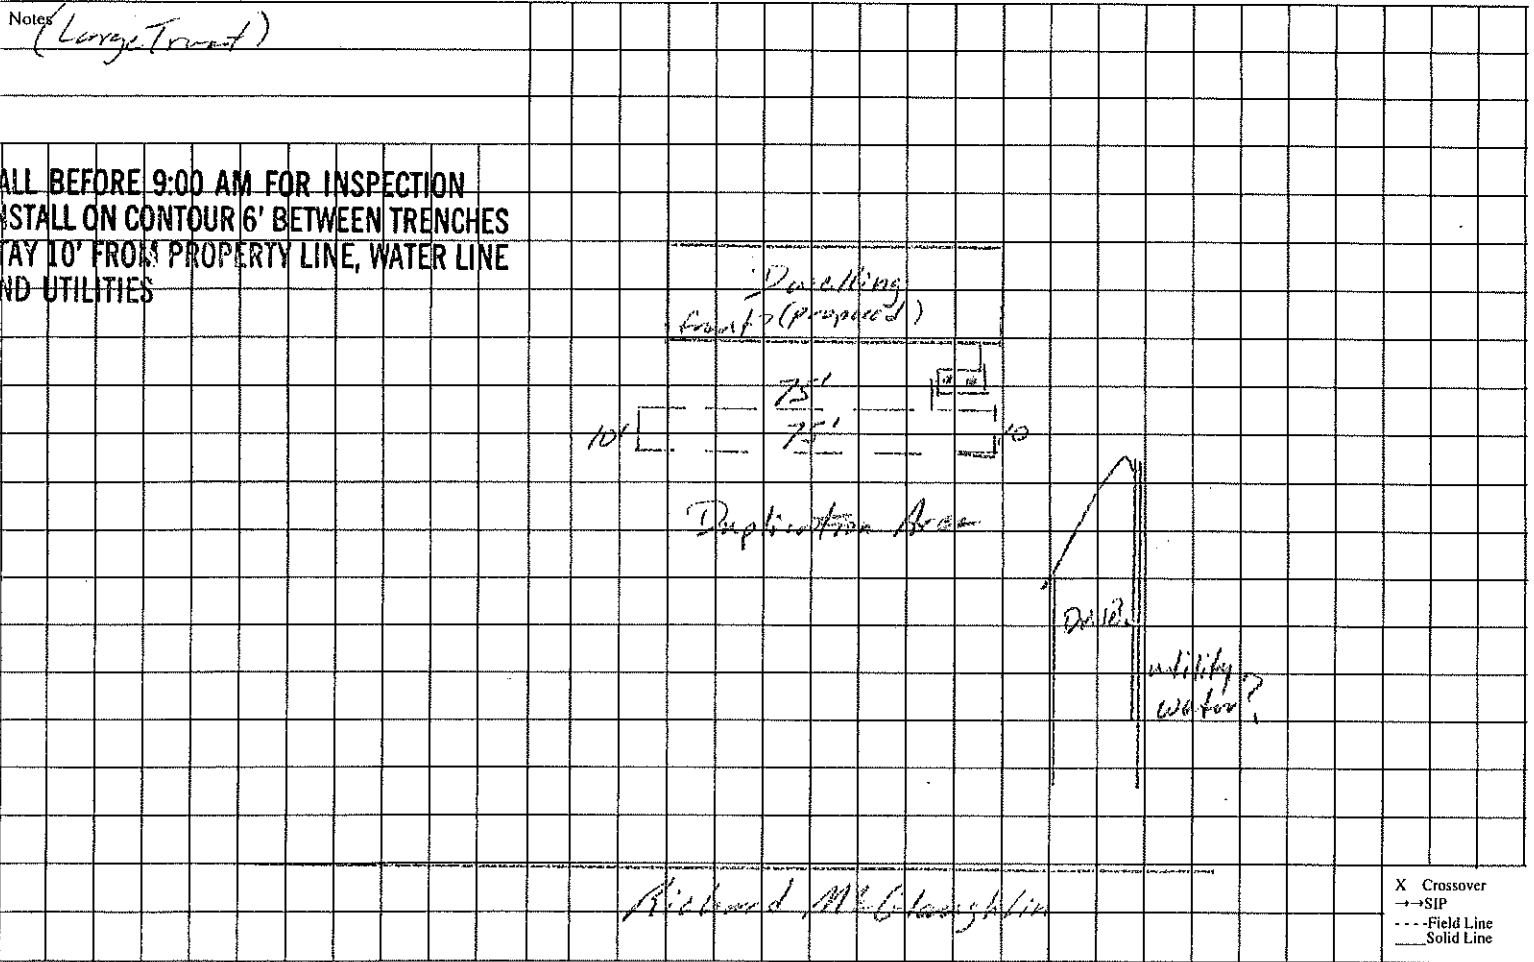 Notes (Large Tract)
ALL BEFORE 9:00 AM FOR INSPECTION
NSTALL ON CONTOUR 6' BETWEEN TRENCHES
TAY 10' FROM PROPERTY LINE, WATER LINE
ND UTILITIES
Dwelling
front? (proposed)
75'
10' 75' 10
Duplication Area
Drive
utility
water?
Richard McGlaughlin
X Crossover
→→SIP
----Field Line
___Solid Line